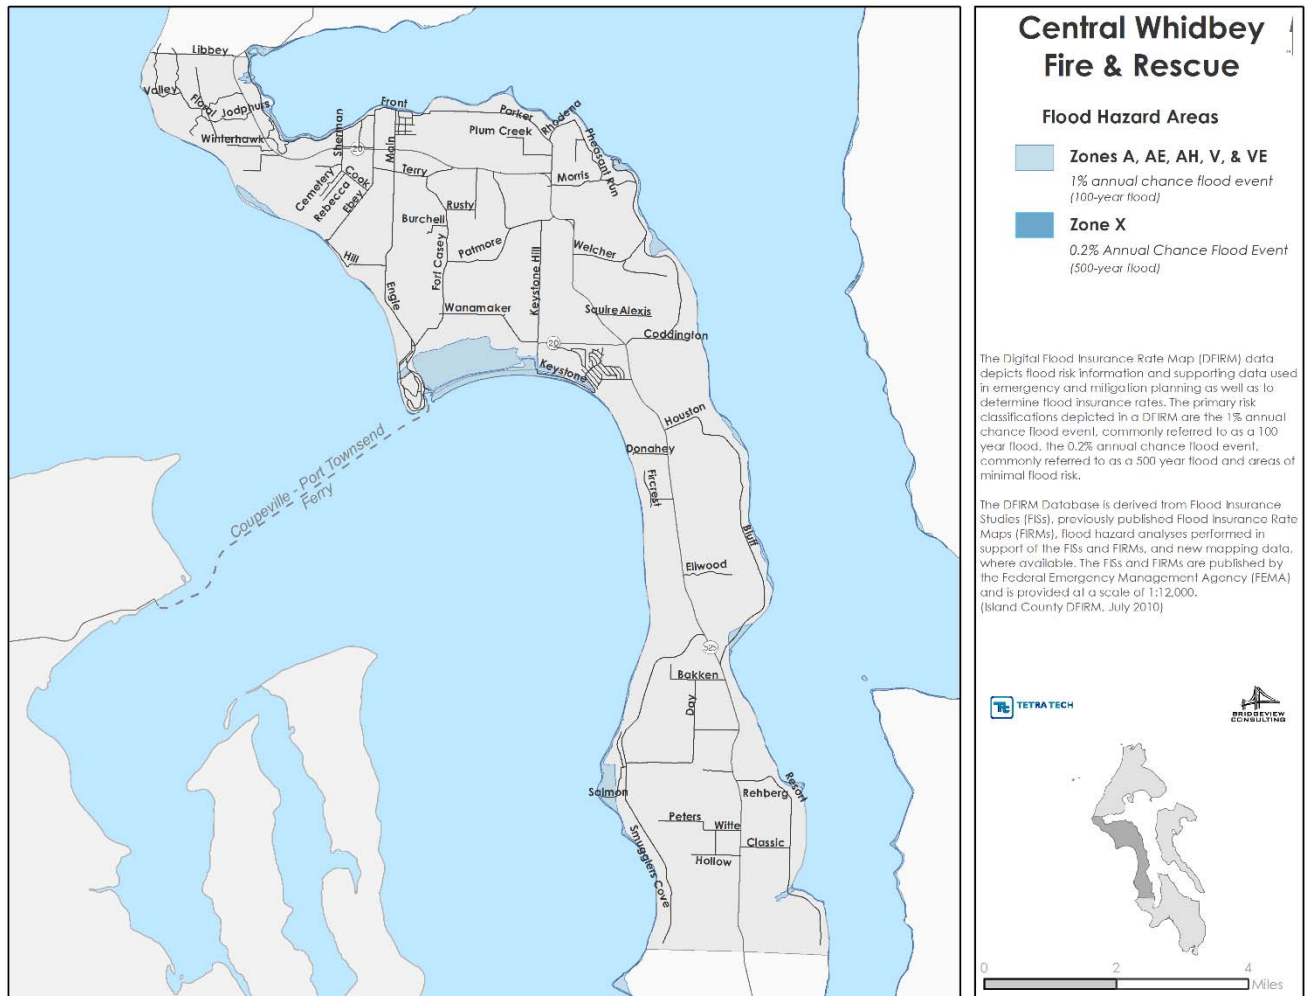 Libbey
Valley
Floral
Jodphurs
Winterhawk
Front
Sherman
20
Main
Parker
Rhodena
Plum Creek
Pheasant Run
Terry
Morris
Cemetery
Rebecca
Cook
Ebey
Rusty
Burchell
Hill
Fort Casey
Patmore
Keystone Hill
Welcher
Engle
Wanamaker
Squire Alexis
20
Coddington
Keystone
Houston
Coupeville - Port Townsend
Ferry
Donahey
Fircrest
Bluff
Ellwood
525
Bakken
Day
Salmon
Resort
Rehberg
Peters
Witte
Smugglers Cove
Classic
Hollow
Central Whidbey
Fire & Rescue
Flood Hazard Areas
Zones A, AE, AH, V, & VE
1% annual chance flood event
(100-year flood)
Zone X
0.2% Annual Chance Flood Event
(500-year flood)
The Digital Flood Insurance Rate Map (DFIRM) data
depicts flood risk information and supporting data used
in emergency and mitigation planning as well as to
determine flood insurance rates. The primary risk
classifications depicted in a DFIRM are the 1% annual
chance flood event, commonly referred to as a 100
year flood, the 0.2% annual chance flood event,
commonly referred to as a 500 year flood and areas of
minimal flood risk.
The DFIRM Database is derived from Flood Insurance
Studies (FISs), previously published Flood Insurance Rate
Maps (FIRMs), flood hazard analyses performed in
support of the FISs and FIRMs, and new mapping data,
where available. The FISs and FIRMs are published by
the Federal Emergency Management Agency (FEMA)
and is provided at a scale of 1:12,000.
(Island County DFIRM, July 2010)
Tt TETRA TECH
BRIDGEVIEW
CONSULTING
0 2 4
Miles